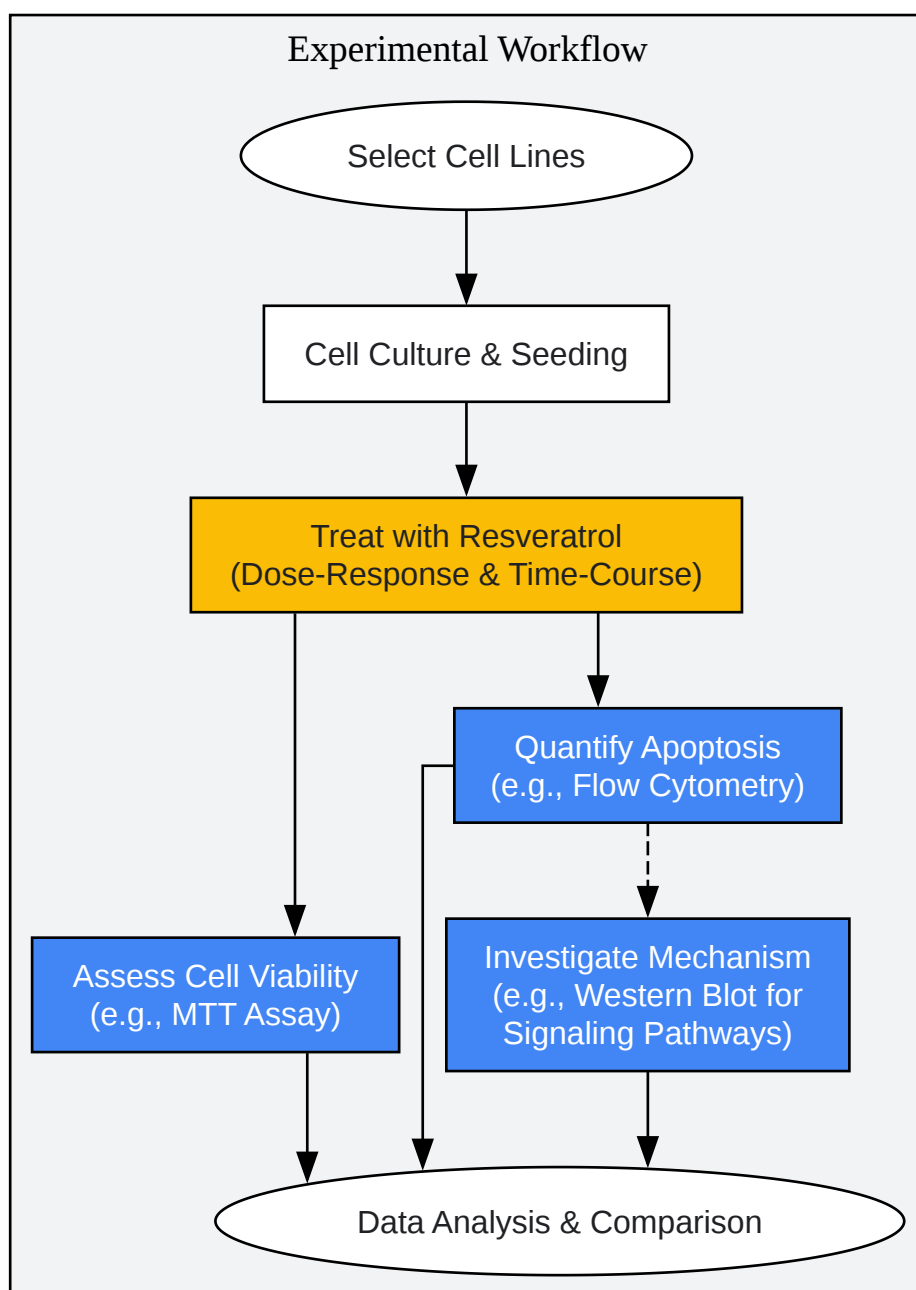 Experimental Workflow
Select Cell Lines
Cell Culture & Seeding
Treat with Resveratrol
(Dose-Response & Time-Course)
Quantify Apoptosis
(e.g., Flow Cytometry)
Assess Cell Viability
(e.g., MTT Assay)
Investigate Mechanism
(e.g., Western Blot for
Signaling Pathways)
Data Analysis & Comparison